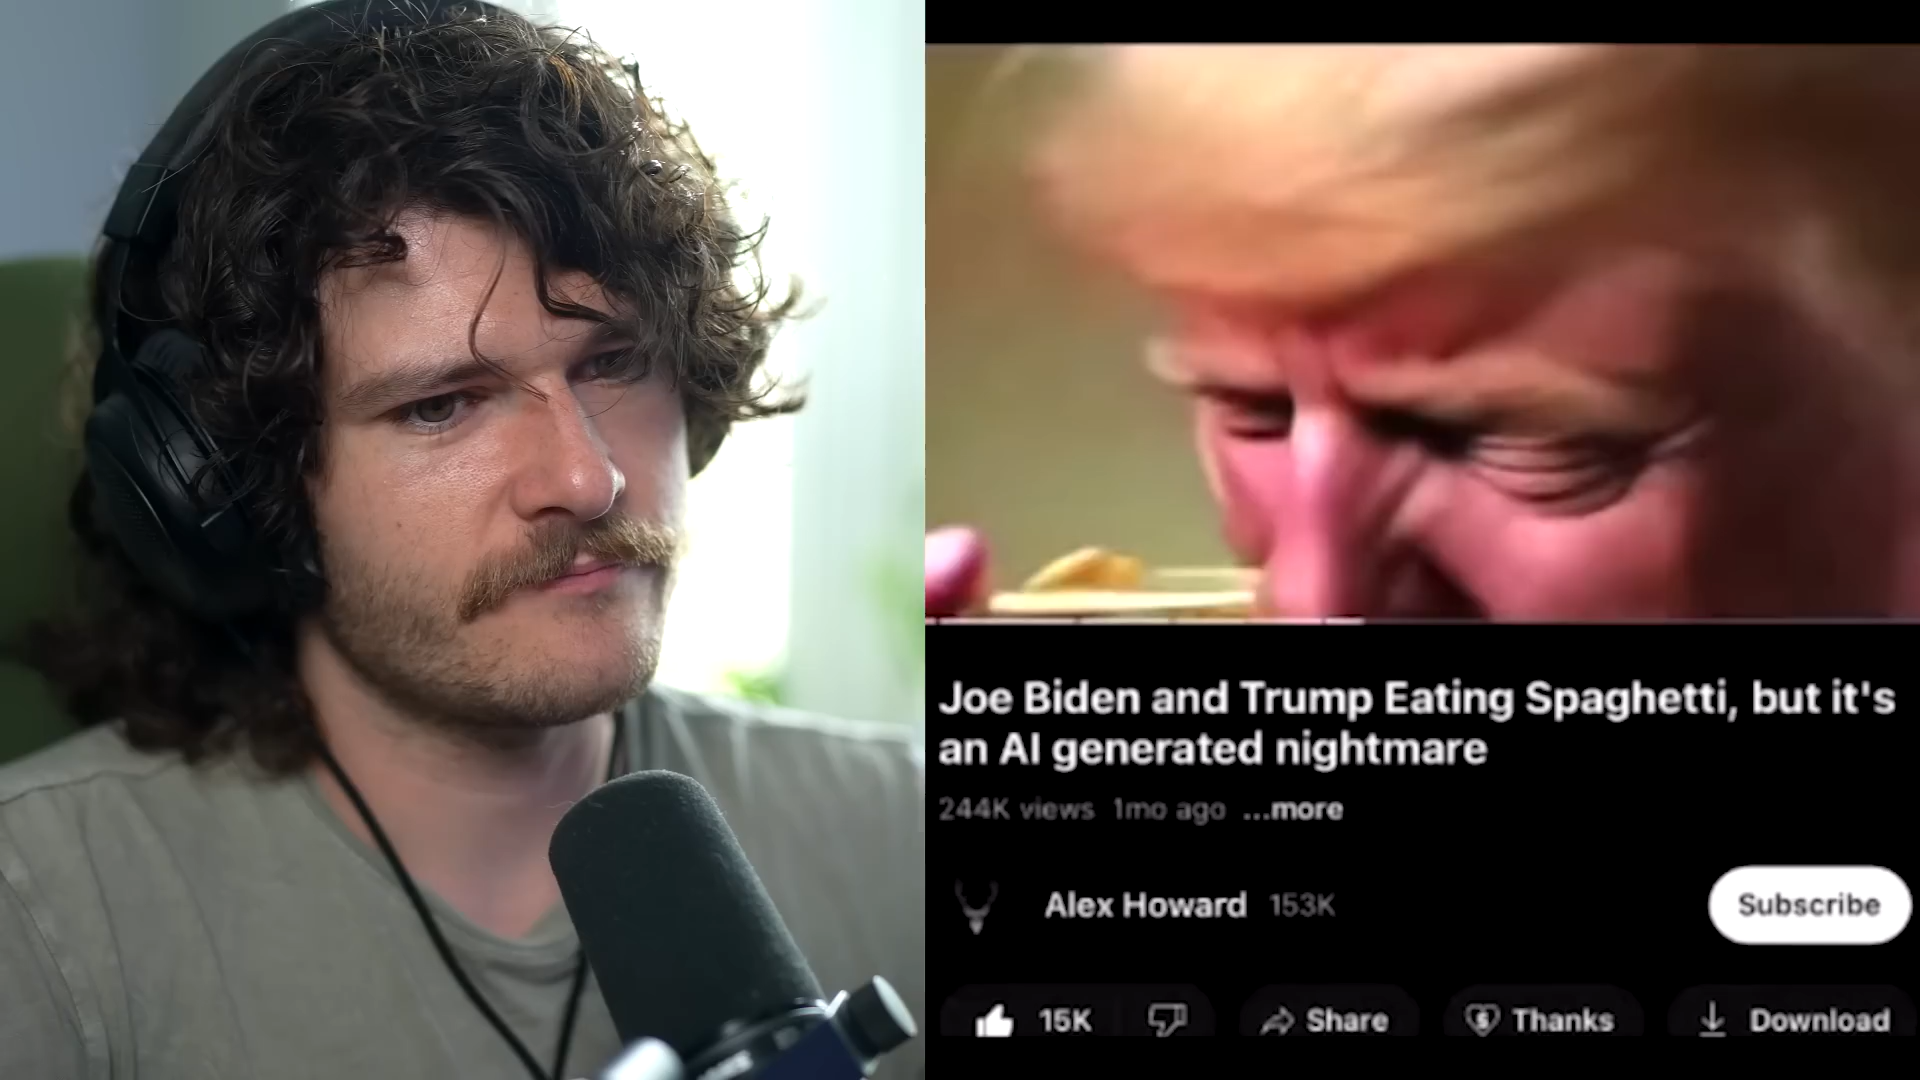 Joe Biden and Trump Eating Spaghetti, but it's
an AI generated nightmare
244K views 1mo ago ...more
Alex Howard 153K
Subscribe
15K Share Thanks Download